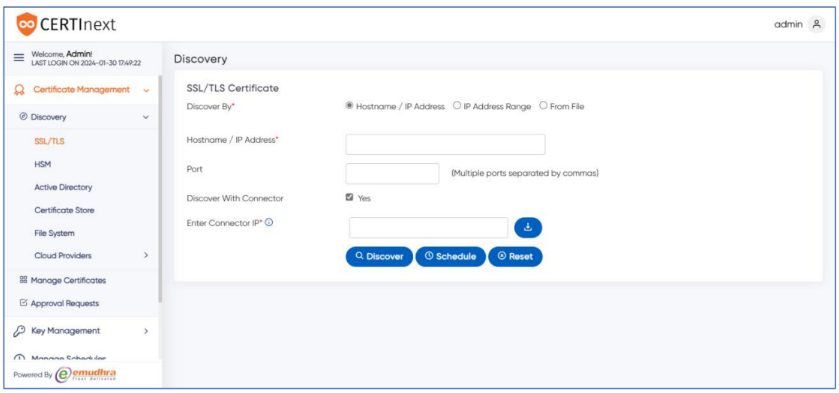 CERTInext
admin
Welcome, Admin!
LAST LOGIN ON 2024-01-30 17:49:22
Certificate Management
Discovery
SSL/TLS
HSM
Active Directory
Certificate Store
File System
Cloud Providers
Manage Certificates
Approval Requests
Key Management
Manage Schedules
Powered By emudhra
Trust Delivered
Discovery
SSL/TLS Certificate
Discover By* Hostname / IP Address IP Address Range From File
Hostname / IP Address*
Port (Multiple ports separated by commas)
Discover With Connector Yes
Enter Connector IP*
Discover Schedule Reset